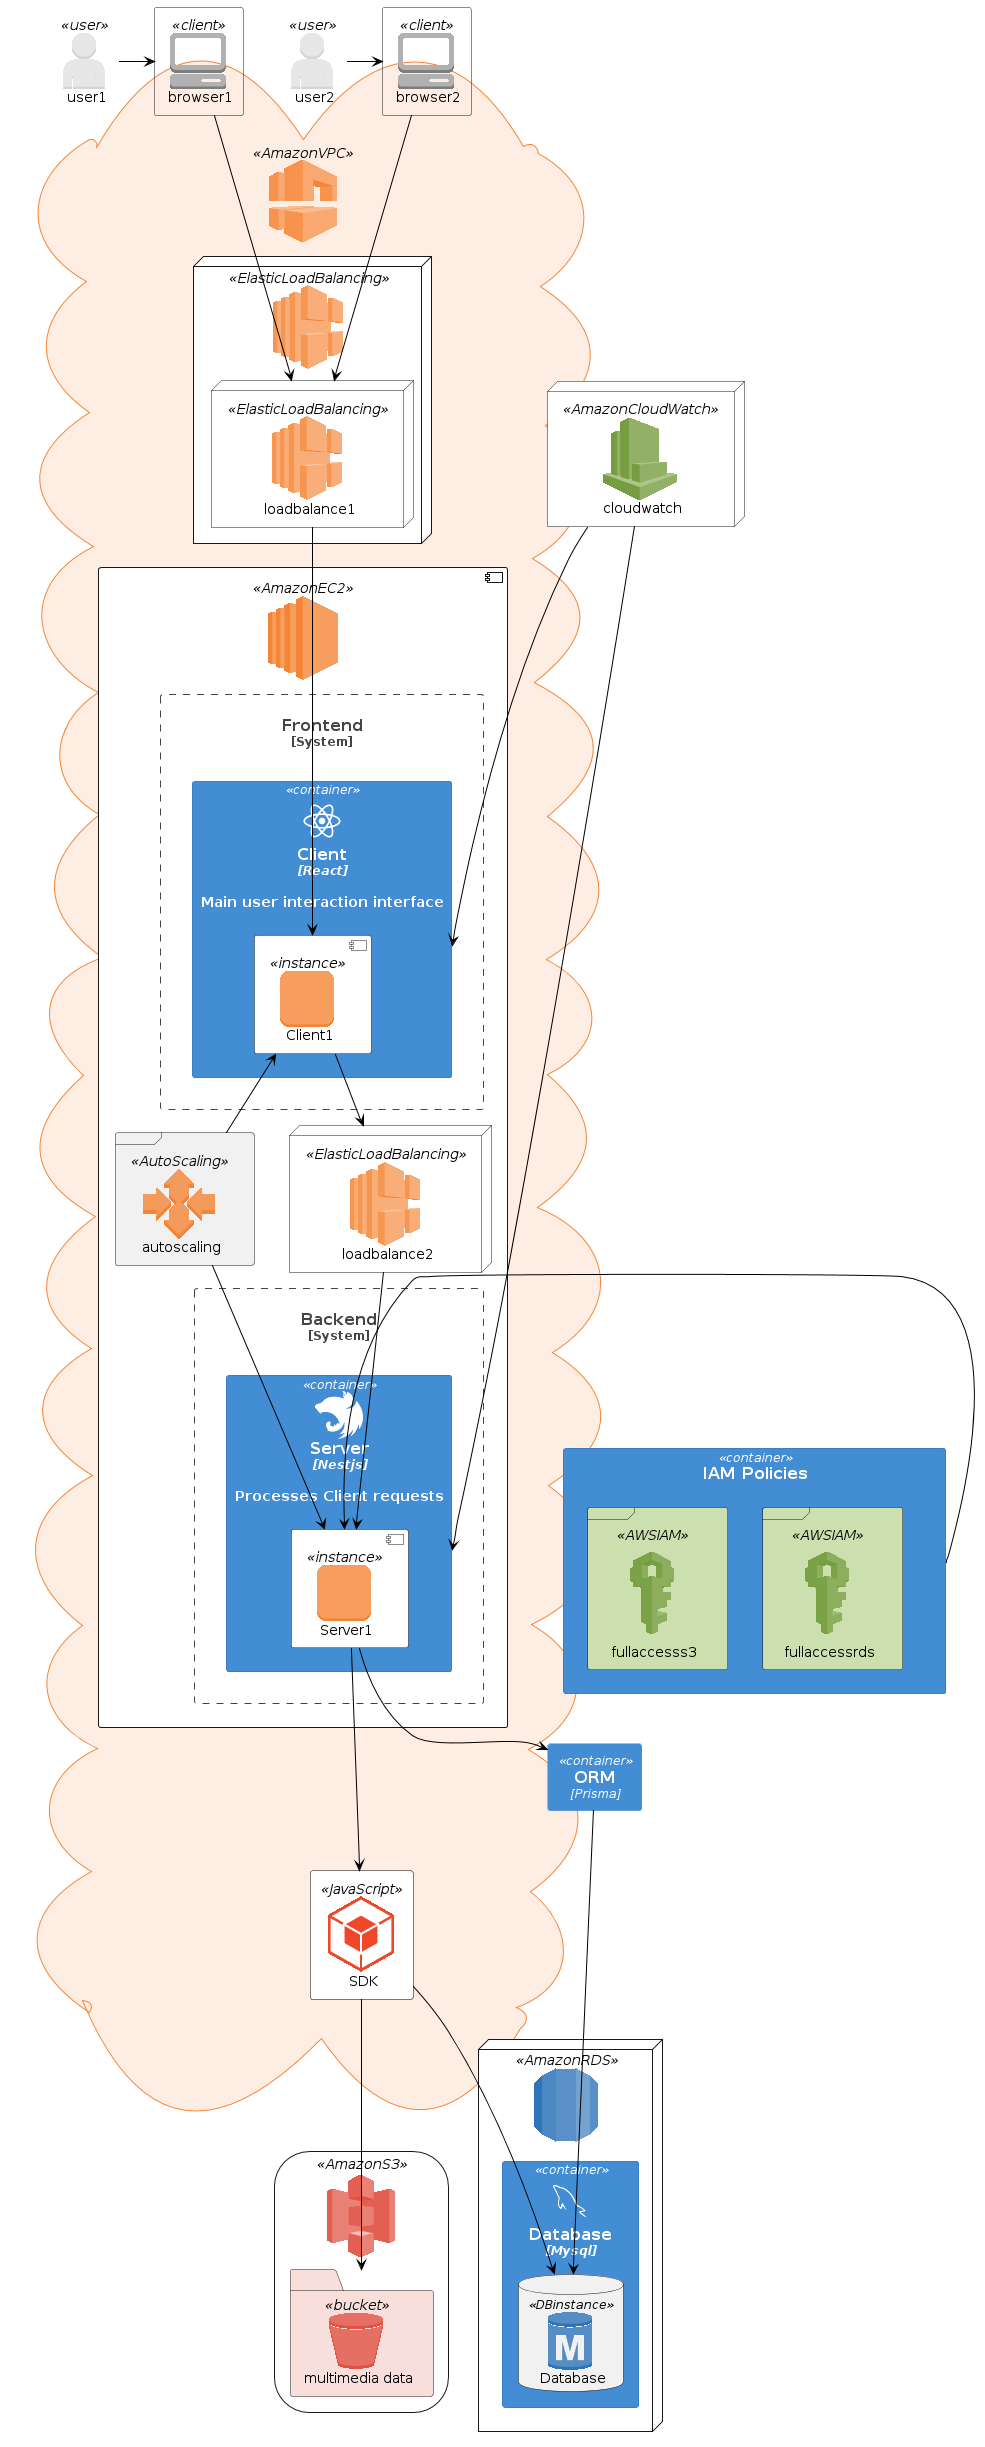 «user»
user1
«client»
browser1
«user»
user2
«client»
browser2
«AmazonVPC»
«ElasticLoadBalancing»
«ElasticLoadBalancing»
loadbalance1
«AmazonCloudWatch»
cloudwatch
«AmazonEC2»
Frontend
[System]
«container»
Client
[React]
Main user interaction interface
«instance»
Client1
«AutoScaling»
autoscaling
«ElasticLoadBalancing»
loadbalance2
Backend
[System]
«container»
Server
[Nestjs]
Processes Client requests
«instance»
Server1
«container»
IAM Policies
«AWSIAM»
fullaccesss3
«AWSIAM»
fullaccessrds
«container»
ORM
[Prisma]
«JavaScript»
SDK
«AmazonRDS»
«container»
Database
[Mysql]
«DBinstance»
M
Database
«AmazonS3»
«bucket»
multimedia data